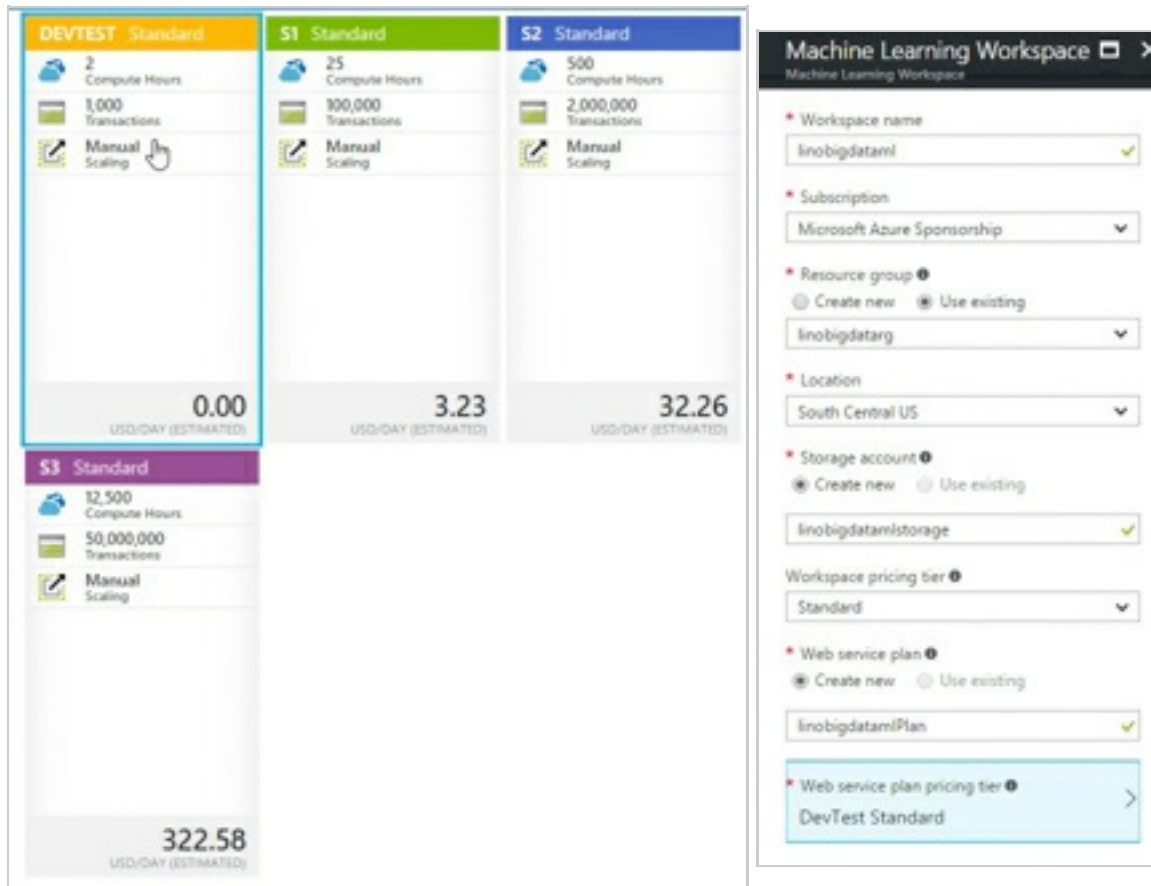 DEVTEST Standard
2
Compute Hours
1,000
Transactions
Manual
Scaling
0.00
USD/DAY (ESTIMATED)
S1 Standard
25
Compute Hours
100,000
Transactions
Manual
Scaling
3.23
USD/DAY (ESTIMATED)
S2 Standard
500
Compute Hours
2,000,000
Transactions
Manual
Scaling
32.26
USD/DAY (ESTIMATED)
S3 Standard
12,500
Compute Hours
50,000,000
Transactions
Manual
Scaling
322.58
USD/DAY (ESTIMATED)
Machine Learning Workspace
Machine Learning Workspace
* Workspace name
linobigdataml
* Subscription
Microsoft Azure Sponsorship
* Resource group
Create new Use existing
linobigdatarg
* Location
South Central US
* Storage account
Create new Use existing
linobigdatamlstorage
Workspace pricing tier
Standard
* Web service plan
Create new Use existing
linobigdatamlPlan
* Web service plan pricing tier
DevTest Standard